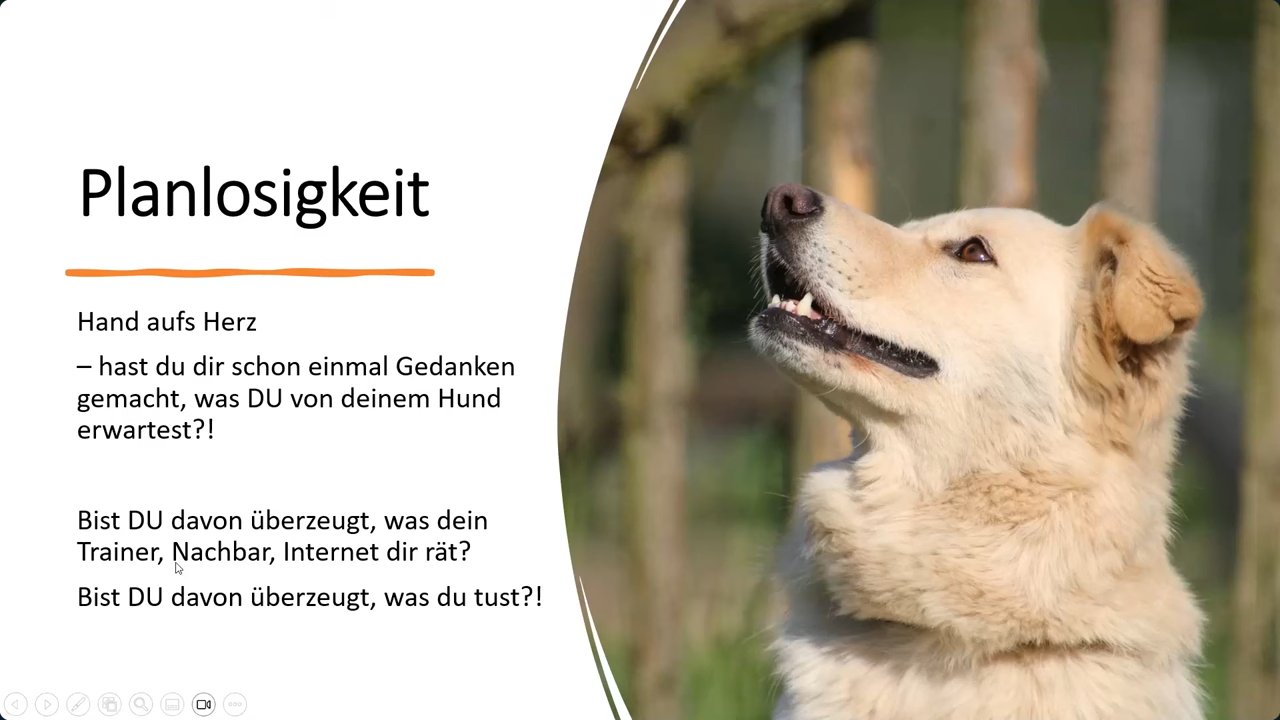 Planlosigkeit
Hand aufs Herz
– hast du dir schon einmal Gedanken
gemacht, was DU von deinem Hund
erwartest?!
Bist DU davon überzeugt, was dein
Trainer, Nachbar, Internet dir rät?
Bist DU davon überzeugt, was du tust?!